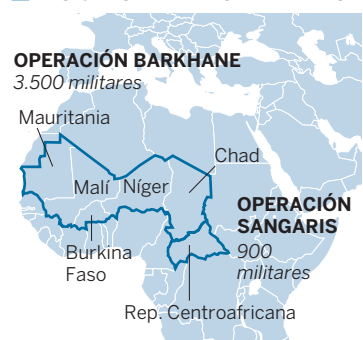 OPERACIÓN BARKHANE
3.500 militares
Mauritania
Chad
Malí
Níger
OPERACIÓN
SANGARIS
900
militares
Burkina
Faso
Rep. Centroafricana